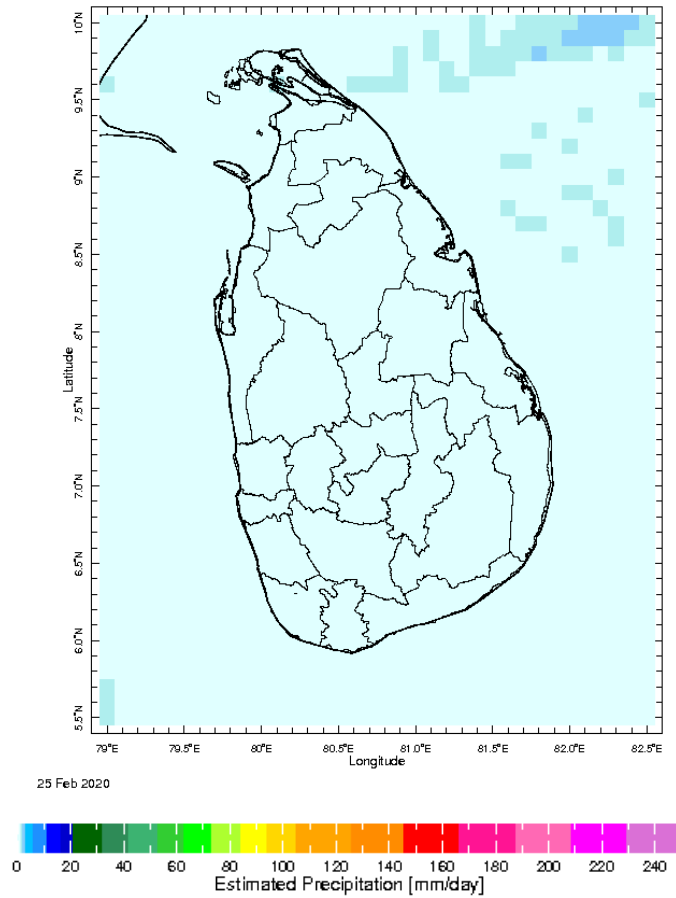 10°N
9.5°N
9°N
8.5°N
8°N
7.5°N
7.0°N
6.5°N
6.0°N
5.5°N
Latitude
79°E 79.5°E 80°E 80.5°E 81.0°E 81.5°E 82.0°E 82.5°E
Longitude
25 Feb 2020
0 20 40 60 80 100 120 140 160 180 200 220 240
Estimated Precipitation [mm/day]